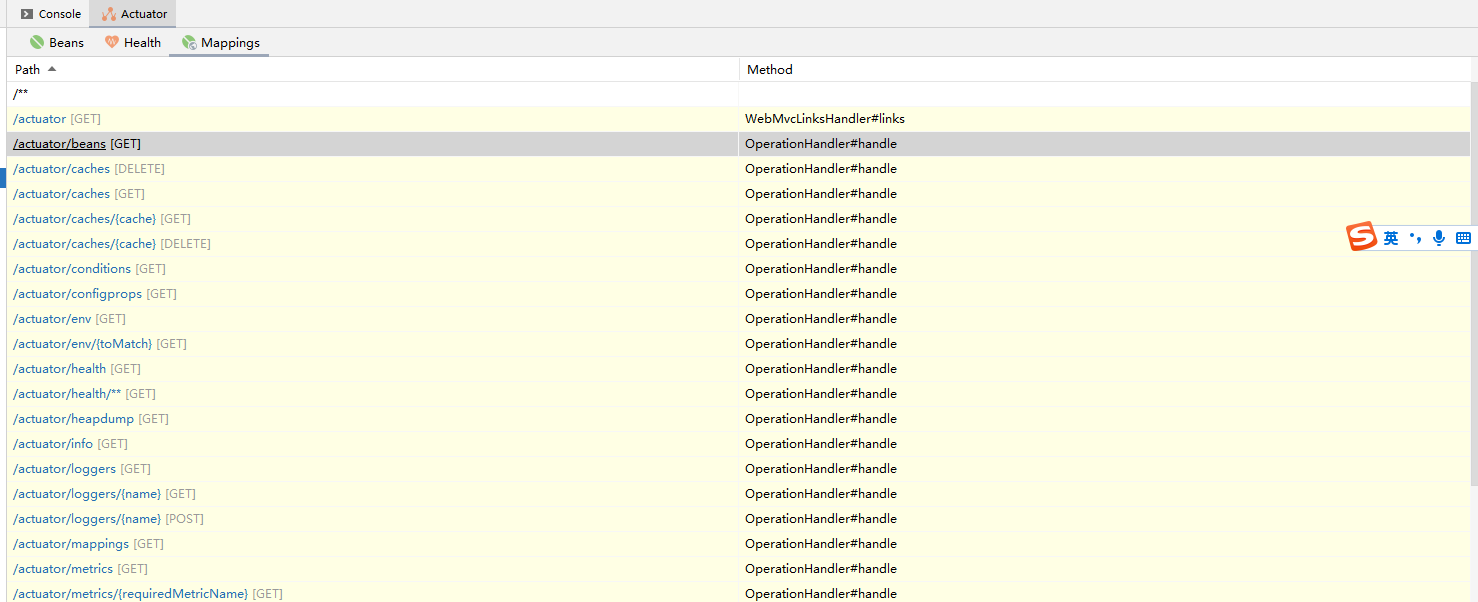 Console Actuator
Beans Health Mappings
Path Method
/**
/actuator [GET] WebMvcLinksHandler#links
/actuator/beans [GET] OperationHandler#handle
/actuator/caches [DELETE] OperationHandler#handle
/actuator/caches [GET] OperationHandler#handle
/actuator/caches/{cache} [GET] OperationHandler#handle
英
/actuator/caches/{cache} [DELETE] OperationHandler#handle
/actuator/conditions [GET] OperationHandler#handle
/actuator/configprops [GET] OperationHandler#handle
/actuator/env [GET] OperationHandler#handle
/actuator/env/{toMatch} [GET] OperationHandler#handle
/actuator/health [GET] OperationHandler#handle
/actuator/health/** [GET] OperationHandler#handle
/actuator/heapdump [GET] OperationHandler#handle
/actuator/info [GET] OperationHandler#handle
/actuator/loggers [GET] OperationHandler#handle
/actuator/loggers/{name} [GET] OperationHandler#handle
/actuator/loggers/{name} [POST] OperationHandler#handle
/actuator/mappings [GET] OperationHandler#handle
/actuator/metrics [GET] OperationHandler#handle
/actuator/metrics/{requiredMetricName} [GET] OperationHandler#handle